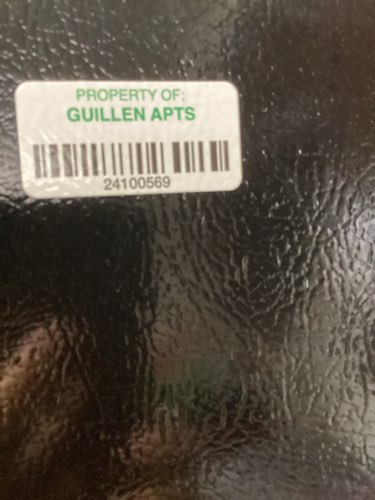 PROPERTY OF:
GUILLEN APTS
24100569